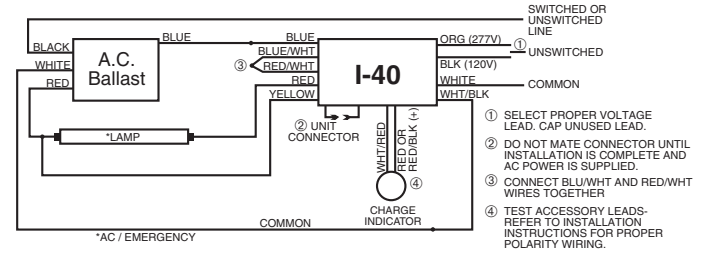 SWITCHED OR
UNSWITCHED
LINE
BLUE
BLUE
ORG (277V)
①
UNSWITCHED
BLACK
A.C.
Ballast
BLUE/WHT
WHITE
③
RED/WHT
I-40
BLK (120V)
RED
RED
WHITE
COMMON
YELLOW
WHT/BLK
*LAMP
② UNIT
CONNECTOR
WHT/RED
RED OR
RED/BLK (+)
④
CHARGE
INDICATOR
COMMON
*AC / EMERGENCY
① SELECT PROPER VOLTAGE
LEAD. CAP UNUSED LEAD.
② DO NOT MATE CONNECTOR UNTIL
INSTALLATION IS COMPLETE AND
AC POWER IS SUPPLIED.
③ CONNECT BLU/WHT AND RED/WHT
WIRES TOGETHER
④ TEST ACCESSORY LEADS-
REFER TO INSTALLATION
INSTRUCTIONS FOR PROPER
POLARITY WIRING.